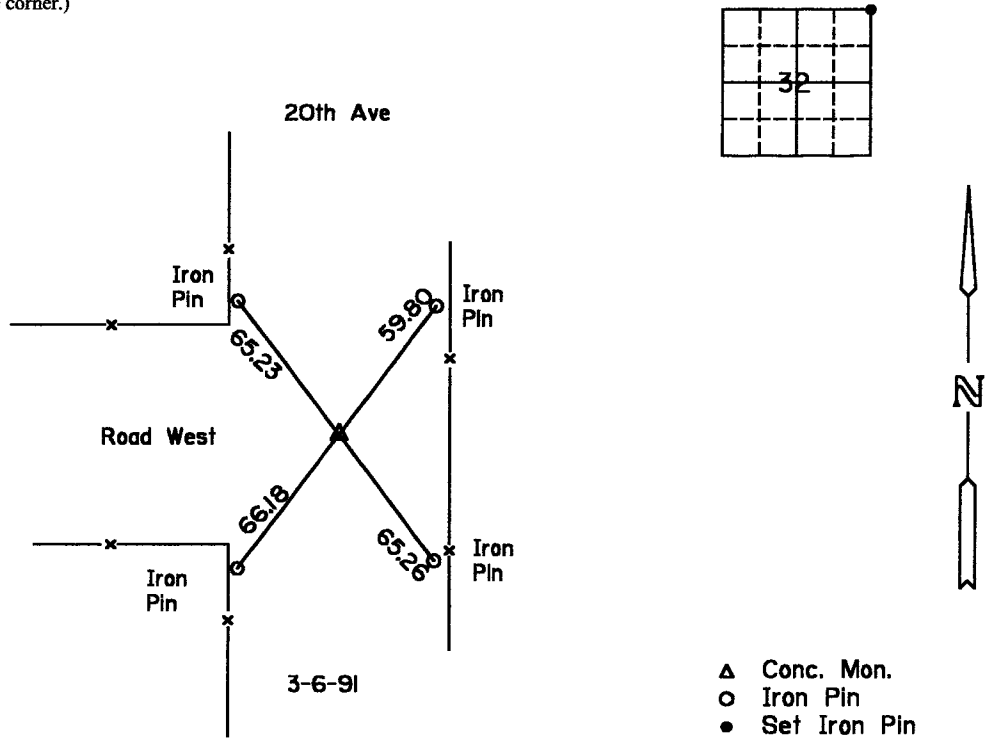 corner.)
32
20th Ave
Iron
Pin
Iron
Pin
59.80
65.23
Road West
N
66.18
65.26
Iron
Pin
Iron
Pin
3-6-91
Conc. Mon.
Iron Pin
Set Iron Pin